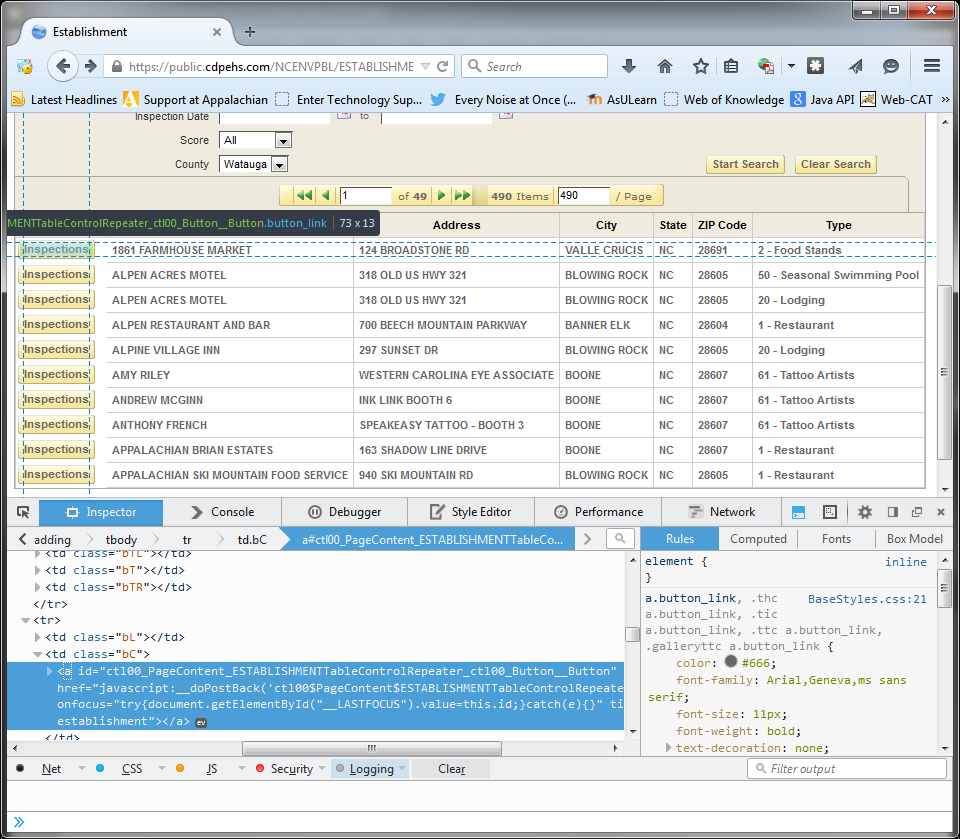 Establishment
https://public.cdpehs.com/NCENVPBL/ESTABLISHME
Search
Latest Headlines Support at Appalachian Enter Technology Sup... Every Noise at Once (... AsULearn Web of Knowledge Java API Web-CAT »
Inspection Date to
Score All
County Watauga Start Search Clear Search
1 of 49 490 Items 490 / Page
MENTTableControlRepeater_ctl00_Button__Button.button_link 73 x 13
Address City State ZIP Code Type
Inspections 1861 FARMHOUSE MARKET 124 BROADSTONE RD VALLE CRUCIS NC 28691 2 - Food Stands
Inspections ALPEN ACRES MOTEL 318 OLD US HWY 321 BLOWING ROCK NC 28605 50 - Seasonal Swimming Pool
Inspections ALPEN ACRES MOTEL 318 OLD US HWY 321 BLOWING ROCK NC 28605 20 - Lodging
Inspections ALPEN RESTAURANT AND BAR 700 BEECH MOUNTAIN PARKWAY BANNER ELK NC 28604 1 - Restaurant
Inspections ALPINE VILLAGE INN 297 SUNSET DR BLOWING ROCK NC 28605 20 - Lodging
Inspections AMY RILEY WESTERN CAROLINA EYE ASSOCIATE BOONE NC 28607 61 - Tattoo Artists
Inspections ANDREW MCGINN INK LINK BOOTH 6 BOONE NC 28607 61 - Tattoo Artists
Inspections ANTHONY FRENCH SPEAKEASY TATTOO - BOOTH 3 BOONE NC 28607 61 - Tattoo Artists
Inspections APPALACHIAN BRIAN ESTATES 163 SHADOW LINE DRIVE BOONE NC 28607 1 - Restaurant
Inspections APPALACHIAN SKI MOUNTAIN FOOD SERVICE 940 SKI MOUNTAIN RD BLOWING ROCK NC 28605 1 - Restaurant
Inspector Console Debugger Style Editor Performance Network
adding tbody tr td.bC a#ctl00_PageContent_ESTABLISHMENTTableCo...
Rules Computed Fonts Box Model
<td class="bTL"></td>
<td class="bT"></td>
<td class="bTR"></td>
</tr>
<tr>
<td class="bL"></td>
<td class="bC">
<a id="ctl00_PageContent_ESTABLISHMENTTableControlRepeater_ctl00_Button__Button"
href="javascript:__doPostBack('ctl00$PageContent$ESTABLISHMENTTableControlRepeate
onfocus="try{document.getElementById("__LASTFOCUS").value=this.id;}catch(e){}" ti
establishment"></a> ev
</td>
element { inline
}
a.button_link, .thc BaseStyles.css:21
a.button_link, .tic
a.button_link, .ttc a.button_link,
.galleryttc a.button_link {
color: #666;
font-family: Arial,Geneva,ms sans
serif;
font-size: 11px;
font-weight: bold;
text-decoration: none;
Net CSS JS Security Logging Clear Filter output
»